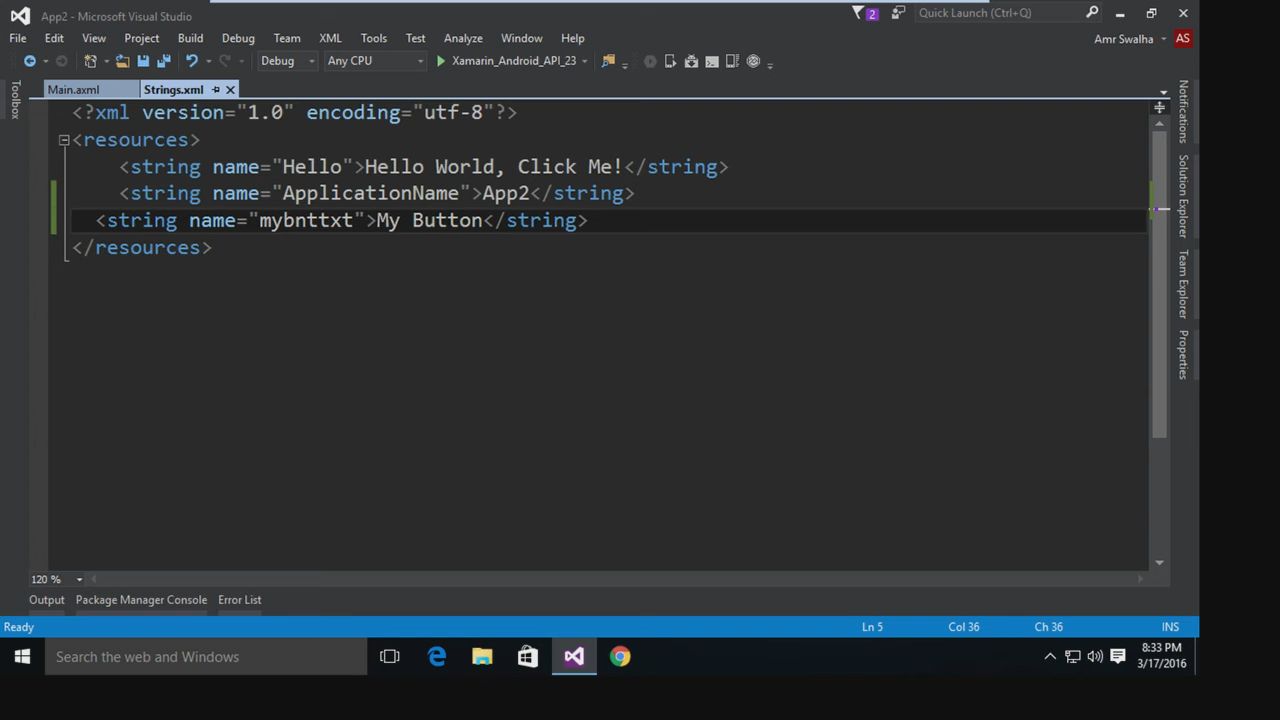 App2 - Microsoft Visual Studio
2
Quick Launch (Ctrl+Q)
File Edit View Project Build Debug Team XML Tools Test Analyze Window Help
Amr Swalha
AS
Debug
Any CPU
Xamarin_Android_API_23
Toolbox
Main.axml
Strings.xml
<?xml version="1.0" encoding="utf-8"?>
<resources>
<string name="Hello">Hello World, Click Me!</string>
<string name="ApplicationName">App2</string>
<string name="mybnttxt">My Button</string>
</resources>
Notifications
Solution Explorer
Team Explorer
Properties
120 %
Output Package Manager Console Error List
Ready
Ln 5
Col 36
Ch 36
INS
Search the web and Windows
8:33 PM
3/17/2016